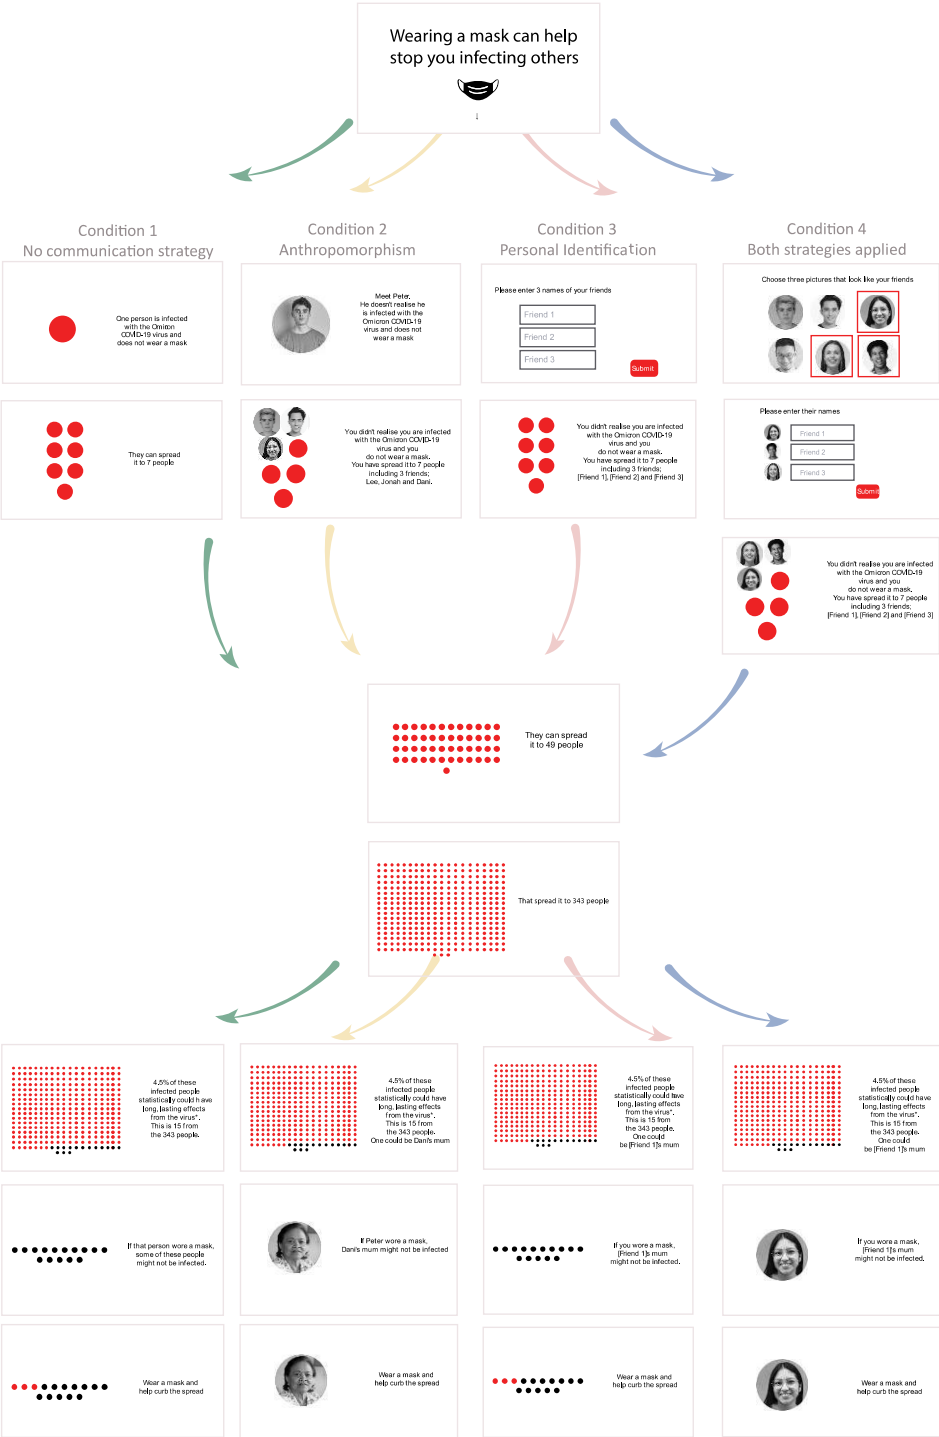 Wearing a mask can help
stop you infecting others
↓
Condition 1
No communication strategy
Condition 2
Anthropomorphism
Condition 3
Personal Identification
Condition 4
Both strategies applied
One person is infected
with the Omicron
COVID-19 virus and
does not wear a mask
Meet Peter.
He doesn't realise he
is infected with the
Omicron COVID-19
virus and does not
wear a mask
Please enter 3 names of your friends
Friend 1
Friend 2
Friend 3
Submit
Choose three pictures that look like your friends
They can spread
it to 7 people
You didn't realise you are infected
with the Omicron COVID-19
virus and you
do not wear a mask.
You have spread it to 7 people
including 3 friends;
Lee, Jonah and Dani.
You didn't realise you are infected
with the Omicron COVID-19
virus and you
do not wear a mask.
You have spread it to 7 people
including 3 friends;
[Friend 1], [Friend 2] and [Friend 3]
Please enter their names
Friend 1
Friend 2
Friend 3
Submit
You didn't realise you are infected
with the Omicron COVID-19
virus and you
do not wear a mask.
You have spread it to 7 people
including 3 friends;
[Friend 1], [Friend 2] and [Friend 3]
They can spread
it to 49 people
That spread it to 343 people
4.5% of these
infected people
statistically could have
long, lasting effects
from the virus*.
This is 15 from
the 343 people.
4.5% of these
infected people
statistically could have
long, lasting effects
from the virus*.
This is 15 from
the 343 people.
One could be Dani's mum
4.5% of these
infected people
statistically could have
long, lasting effects
from the virus*.
This is 15 from
the 343 people.
One could
be [Friend 1]'s mum
4.5% of these
infected people
statistically could have
long, lasting effects
from the virus*.
This is 15 from
the 343 people.
One could
be [Friend 1]'s mum
If that person wore a mask,
some of these people
might not be infected.
If Peter wore a mask,
Dani's mum might not be infected
If you wore a mask,
[Friend 1]'s mum
might not be infected.
If you wore a mask,
[Friend 1]'s mum
might not be infected.
Wear a mask and
help curb the spread
Wear a mask and
help curb the spread
Wear a mask and
help curb the spread
Wear a mask and
help curb the spread